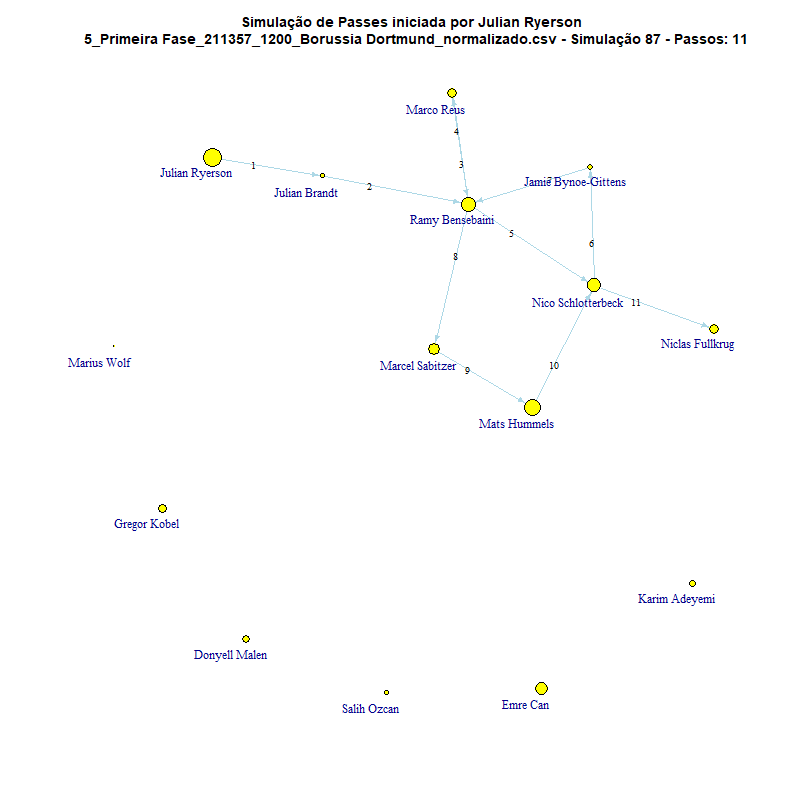 Simulação de Passes iniciada por Julian Ryerson
5_Primeira Fase_211357_1200_Borussia Dortmund_normalizado.csv - Simulação 87 - Passos: 11
Marco Reus
4
3
1
Julian Ryerson
Julian Brandt
2
7
Jamie Bynoe-Gittens
Ramy Bensebaini
5
6
8
Nico Schlotterbeck
11
Niclas Fullkrug
Marius Wolf
Marcel Sabitzer
9
10
Mats Hummels
Gregor Kobel
Karim Adeyemi
Donyell Malen
Salih Ozcan
Emre Can